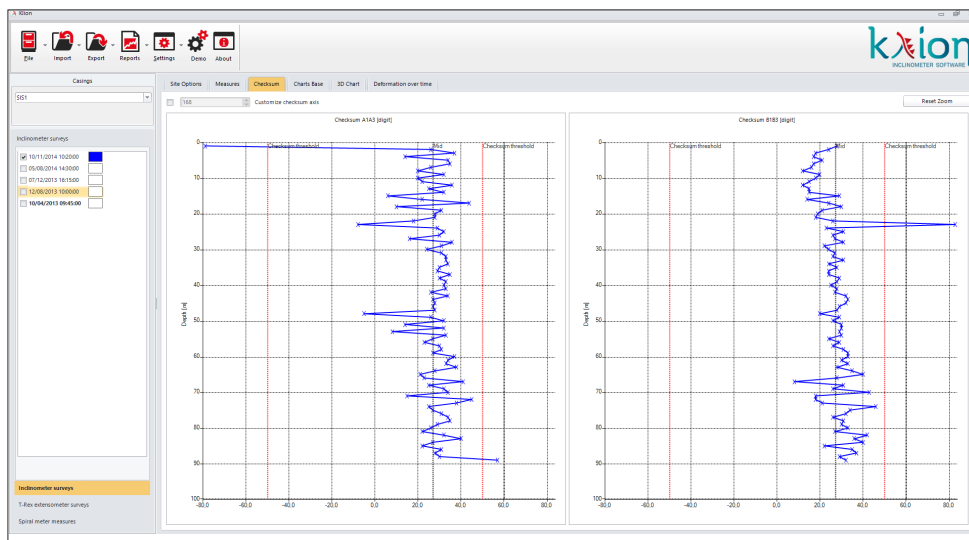 Klion
File
Import
Export
Reports
Settings
Demo
About
kλion
INCLINOMETER SOFTWARE
Casings
SIS1
Inclinometer surveys
10/11/2014 10:20:00
05/08/2014 14:30:00
07/12/2013 16:15:00
12/08/2013 10:00:00
10/04/2013 09:45:00
Inclinometer surveys
T-Rex extensometer surveys
Spiral meter measures
Site Options
Measures
Checksum
Charts Base
3D Chart
Deformation over time
168
Customize checksum axis
Reset Zoom
Checksum A1A3 [digit]
Checksum threshold
Mid
Checksum threshold
Depth [m]
0
10
20
30
40
50
60
70
80
90
100
-80,0
-60,0
-40,0
-20,0
0,0
20,0
40,0
60,0
80,0
Checksum B1B3 [digit]
Checksum threshold
Mid
Checksum threshold
Depth [m]
0
10
20
30
40
50
60
70
80
90
100
-80,0
-60,0
-40,0
-20,0
0,0
20,0
40,0
60,0
80,0